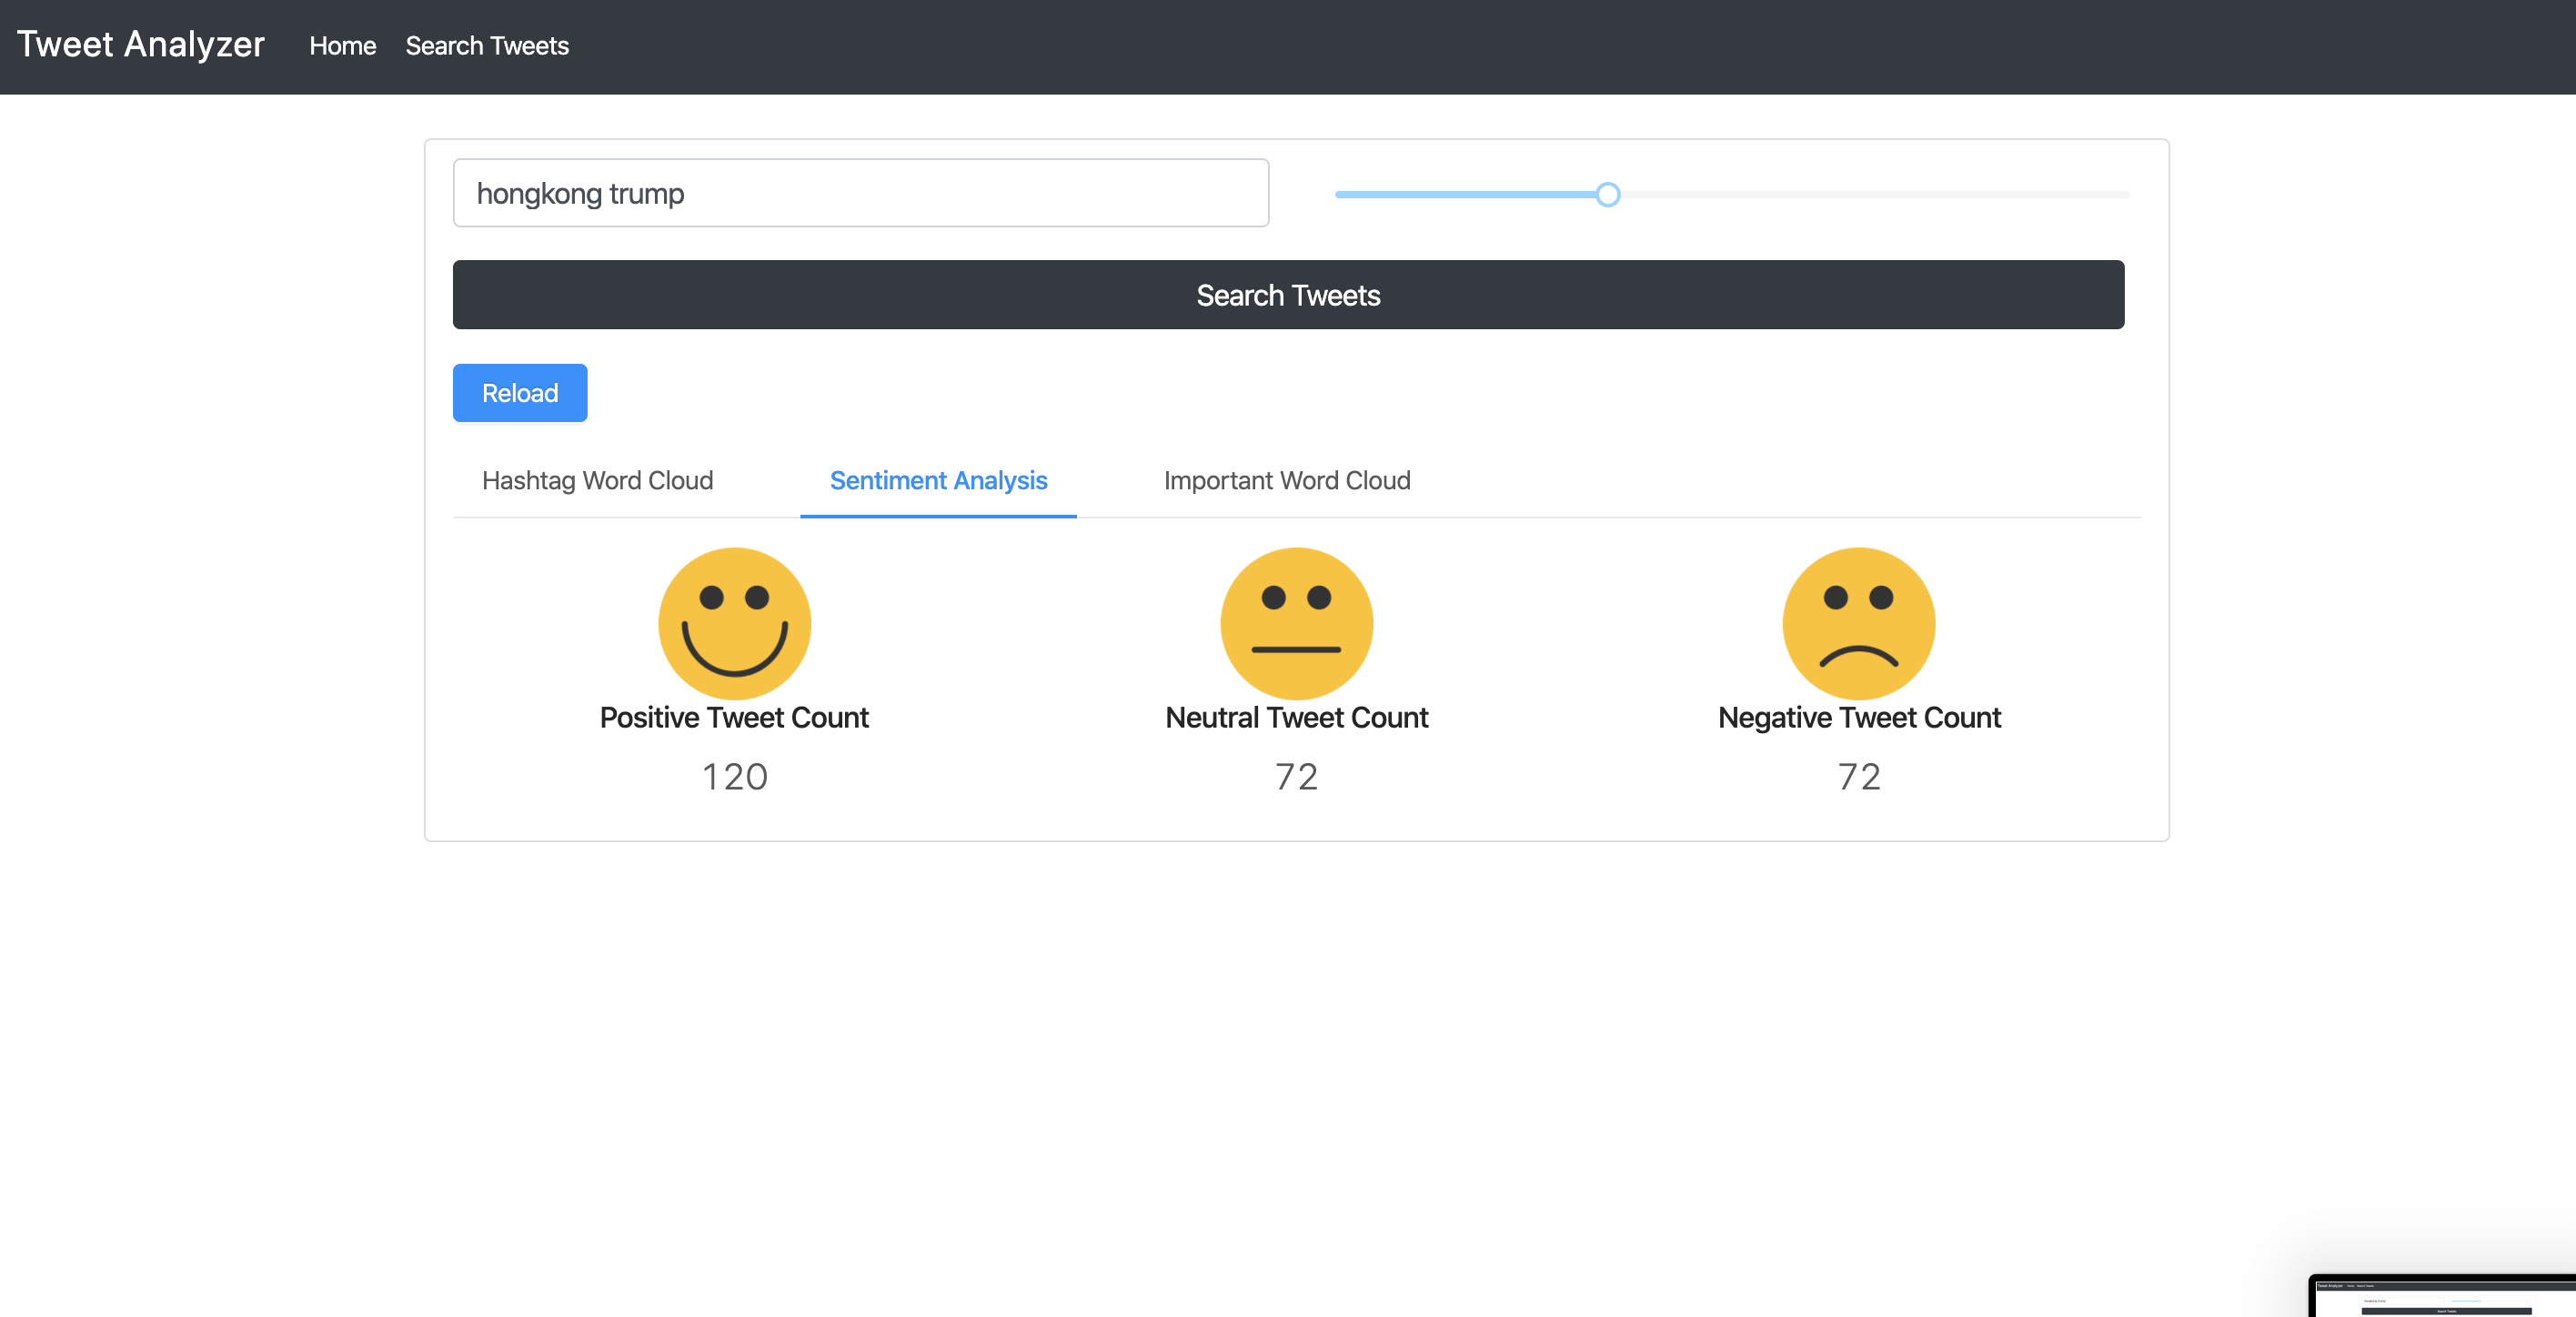 Tweet Analyzer Home Search Tweets
hongkong trump
Search Tweets
Reload
Hashtag Word Cloud Sentiment Analysis Important Word Cloud
Positive Tweet Count Neutral Tweet Count Negative Tweet Count
120 72 72